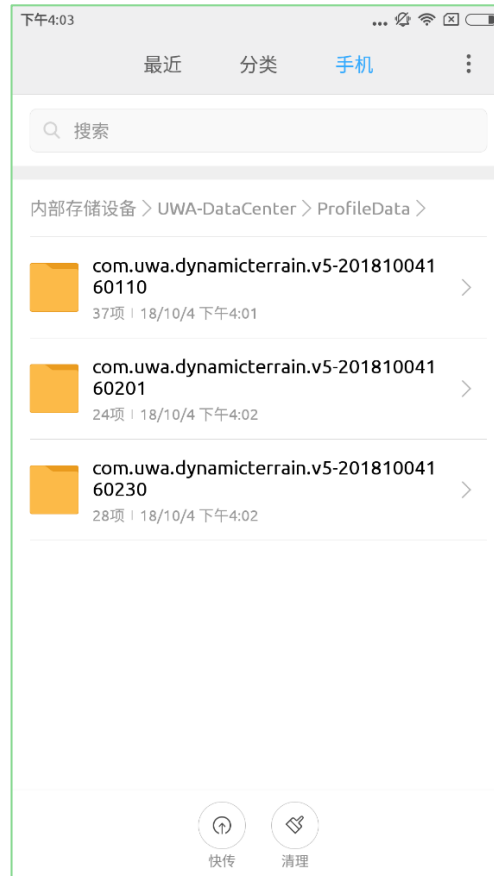 下午4:03
最近 分类 手机
搜索
内部存储设备 > UWA-DataCenter > ProfileData >
com.uwa.dynamicterrain.v5-201810041
60110
37项 | 18/10/4 下午4:01
com.uwa.dynamicterrain.v5-201810041
60201
24项 | 18/10/4 下午4:02
com.uwa.dynamicterrain.v5-201810041
60230
28项 | 18/10/4 下午4:02
快传 清理